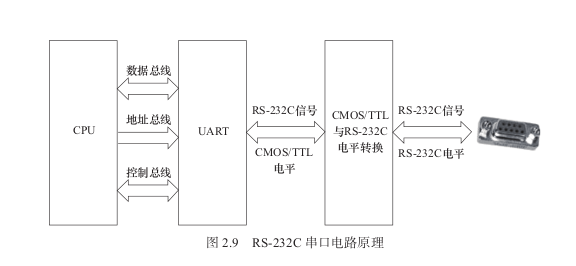 CPU
数据总线
地址总线
控制总线
UART
RS-232C信号
CMOS/TTL
电平
CMOS/TTL
与RS-232C
电平转换
RS-232C信号
RS-232C电平
图 2.9 RS-232C 串口电路原理